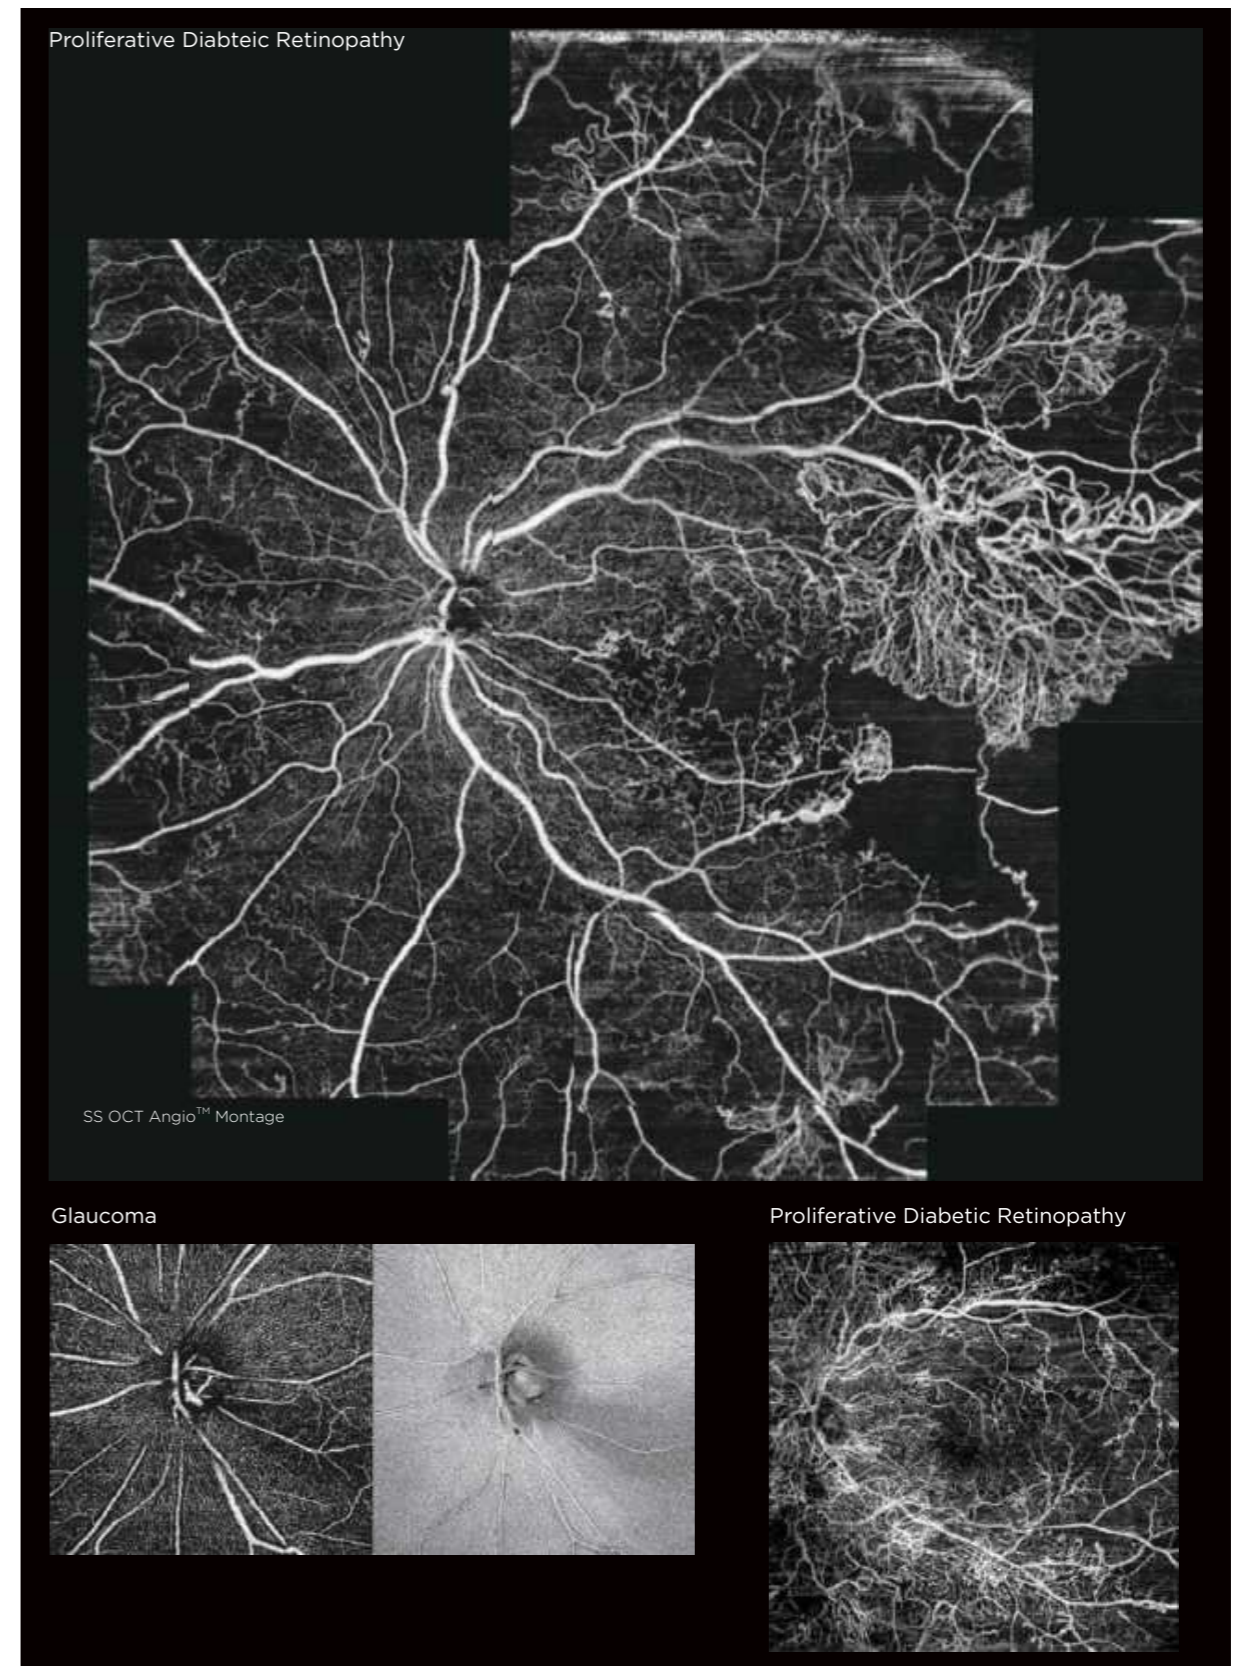 Proliferative Diabteic Retinopathy
SS OCT Angio™ Montage
Glaucoma
Proliferative Diabetic Retinopathy